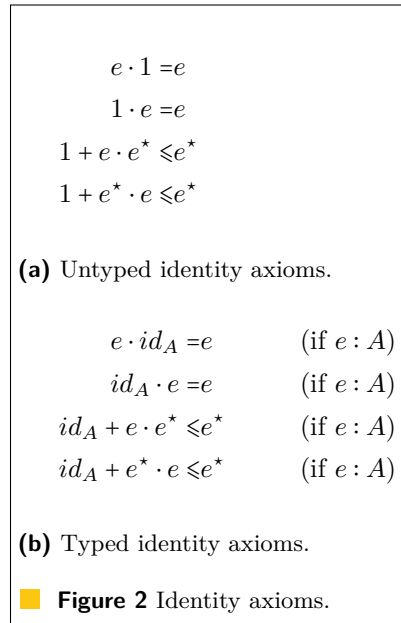 e · 1 =e
1 · e =e
1 + e · e⋆ ⩽e⋆
1 + e⋆ · e ⩽e⋆
(a) Untyped identity axioms.
e · id_A =e (if e : A)
id_A · e =e (if e : A)
id_A + e · e⋆ ⩽e⋆ (if e : A)
id_A + e⋆ · e ⩽e⋆ (if e : A)
(b) Typed identity axioms.
Figure 2 Identity axioms.